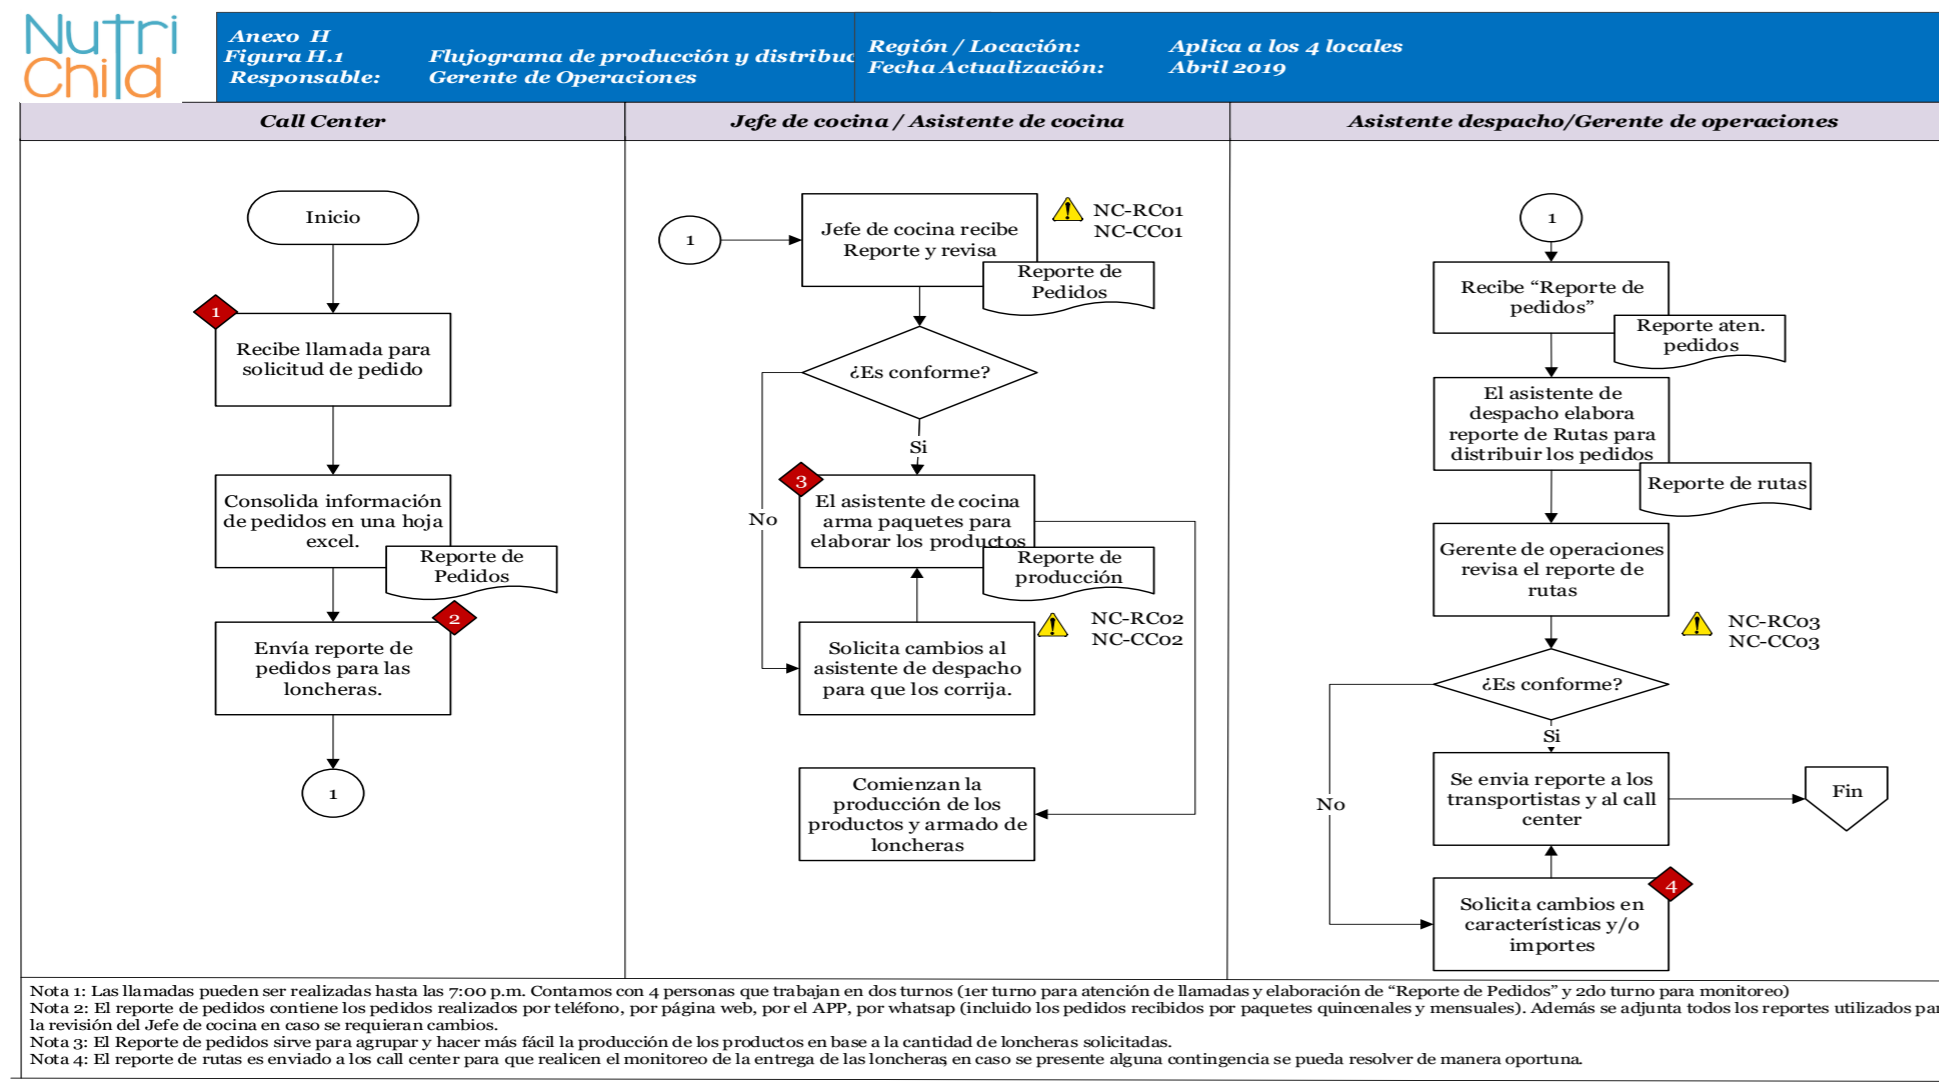 Nutri
Child
Anexo H
Figura H.1 Flujograma de producción y distribuc
Responsable: Gerente de Operaciones
Región / Locación: Aplica a los 4 locales
Fecha Actualización: Abril 2019
Call Center
Inicio
1
Recibe llamada para
solicitud de pedido
Consolida información
de pedidos en una hoja
excel.
Reporte de
Pedidos
2
Envía reporte de
pedidos para las
loncheras.
1
Jefe de cocina / Asistente de cocina
1
Jefe de cocina recibe
Reporte y revisa
NC-RC01
NC-CC01
Reporte de
Pedidos
¿Es conforme?
Si
No
3
El asistente de cocina
arma paquetes para
elaborar los productos
Reporte de
producción
NC-RC02
NC-CC02
Solicita cambios al
asistente de despacho
para que los corrija.
Comienzan la
producción de los
productos y armado de
loncheras
Asistente despacho/Gerente de operaciones
1
Recibe “Reporte de
pedidos”
Reporte aten.
pedidos
El asistente de
despacho elabora
reporte de Rutas para
distribuir los pedidos
Reporte de rutas
Gerente de operaciones
revisa el reporte de
rutas
NC-RC03
NC-CC03
¿Es conforme?
Si
No
Se envia reporte a los
transportistas y al call
center
Fin
4
Solicita cambios en
características y/o
importes
Nota 1: Las llamadas pueden ser realizadas hasta las 7:00 p.m. Contamos con 4 personas que trabajan en dos turnos (1er turno para atención de llamadas y elaboración de “Reporte de Pedidos” y 2do turno para monitoreo)
Nota 2: El reporte de pedidos contiene los pedidos realizados por teléfono, por página web, por el APP, por whatsap (incluido los pedidos recibidos por paquetes quincenales y mensuales). Además se adjunta todos los reportes utilizados par
la revisión del Jefe de cocina en caso se requieran cambios.
Nota 3: El Reporte de pedidos sirve para agrupar y hacer más fácil la producción de los productos en base a la cantidad de loncheras solicitadas.
Nota 4: El reporte de rutas es enviado a los call center para que realicen el monitoreo de la entrega de las loncheras, en caso se presente alguna contingencia se pueda resolver de manera oportuna.